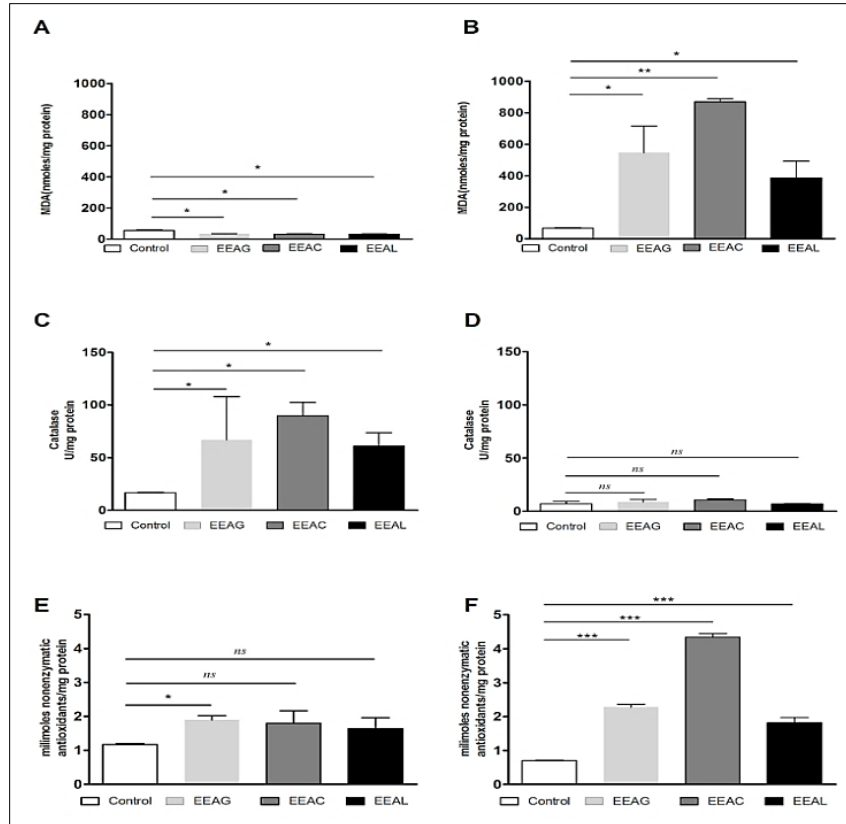 A
MDA(nmoles/mg protein)
1000
800
600
400
200
0
*
*
*
Control EEAG EEAC EEAL
B
MDA(nmoles/mg protein)
1000
800
600
400
200
0
*
**
*
Control EEAG EEAC EEAL
C
Catalase
U/mg protein
150
100
50
0
*
*
*
Control EEAG EEAC EEAL
D
Catalase
U/mg protein
150
100
50
0
ns
ns
ns
Control EEAG EEAC EEAL
E
milimoles nonenzymatic
antioxidants/mg protein
5
4
3
2
1
0
ns
ns
*
Control EEAG EEAC EEAL
F
milimoles nonenzymatic
antioxidants/mg protein
5
4
3
2
1
0
***
***
***
Control EEAG EEAC EEAL